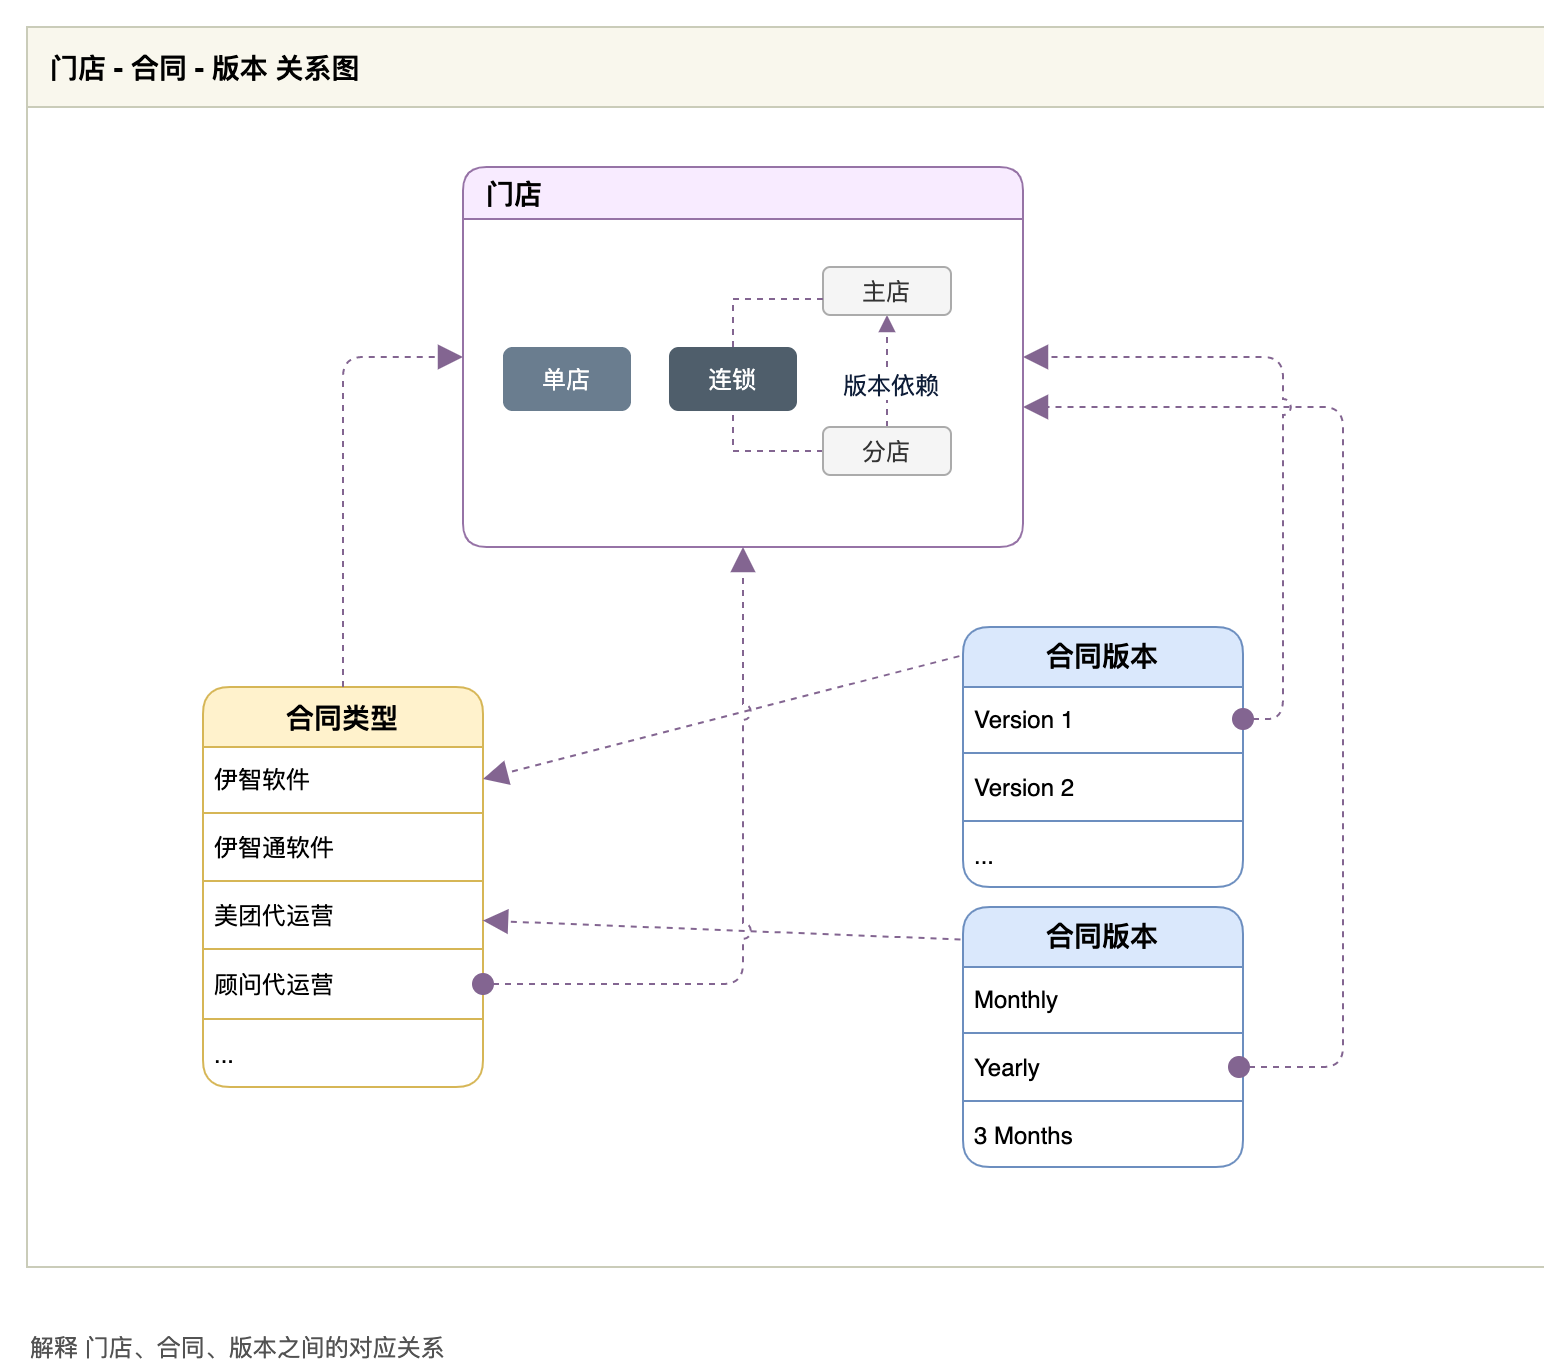 门店 - 合同 - 版本 关系图
门店
主店
单店
连锁
版本依赖
分店
合同类型
伊智软件
伊智通软件
美团代运营
顾问代运营
...
合同版本
Version 1
Version 2
...
合同版本
Monthly
Yearly
3 Months
解释 门店、合同、版本之间的对应关系